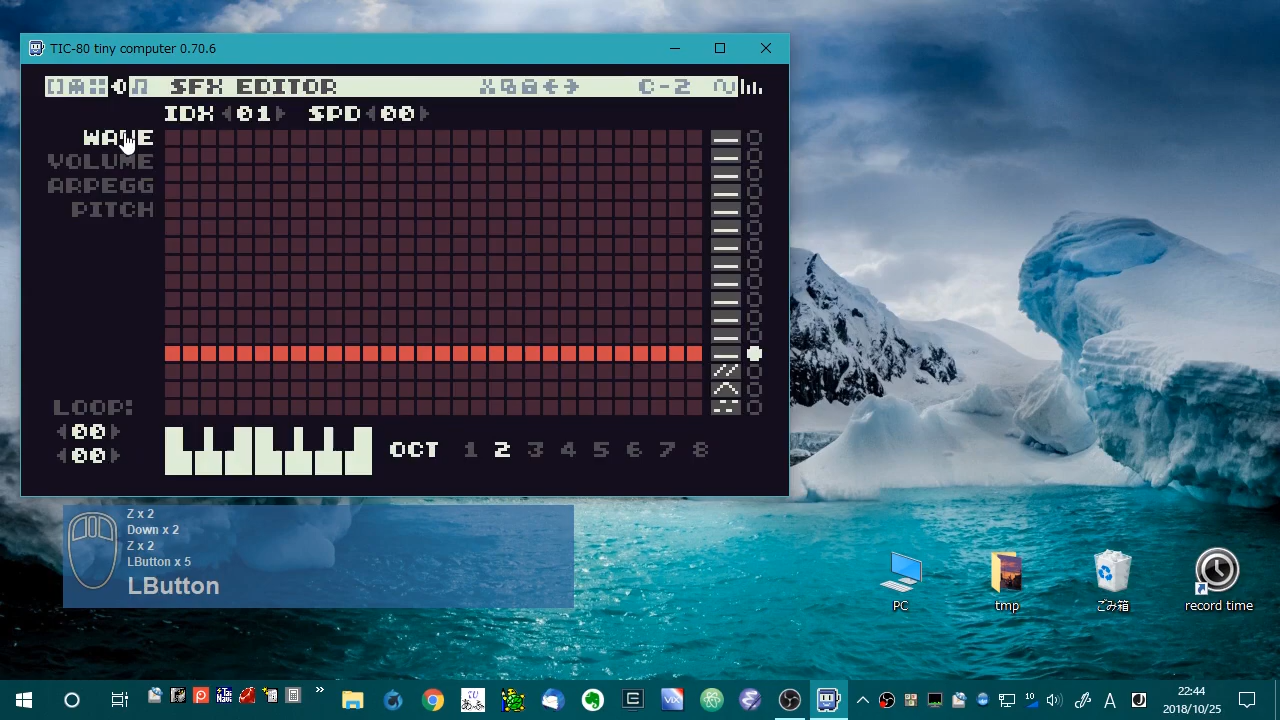 TIC-80 tiny computer 0.70.6
SFX EDITOR C-2
IDX 01 SPD 00
WAVE
VOLUME
ARPEGG
PITCH
LOOP:
00
00
OCT 1 2 3 4 5 6 7 8
Z x 2
Down x 2
Z x 2
LButton x 5
LButton
PC
tmp
ごみ箱
record time
22:44
2018/10/25